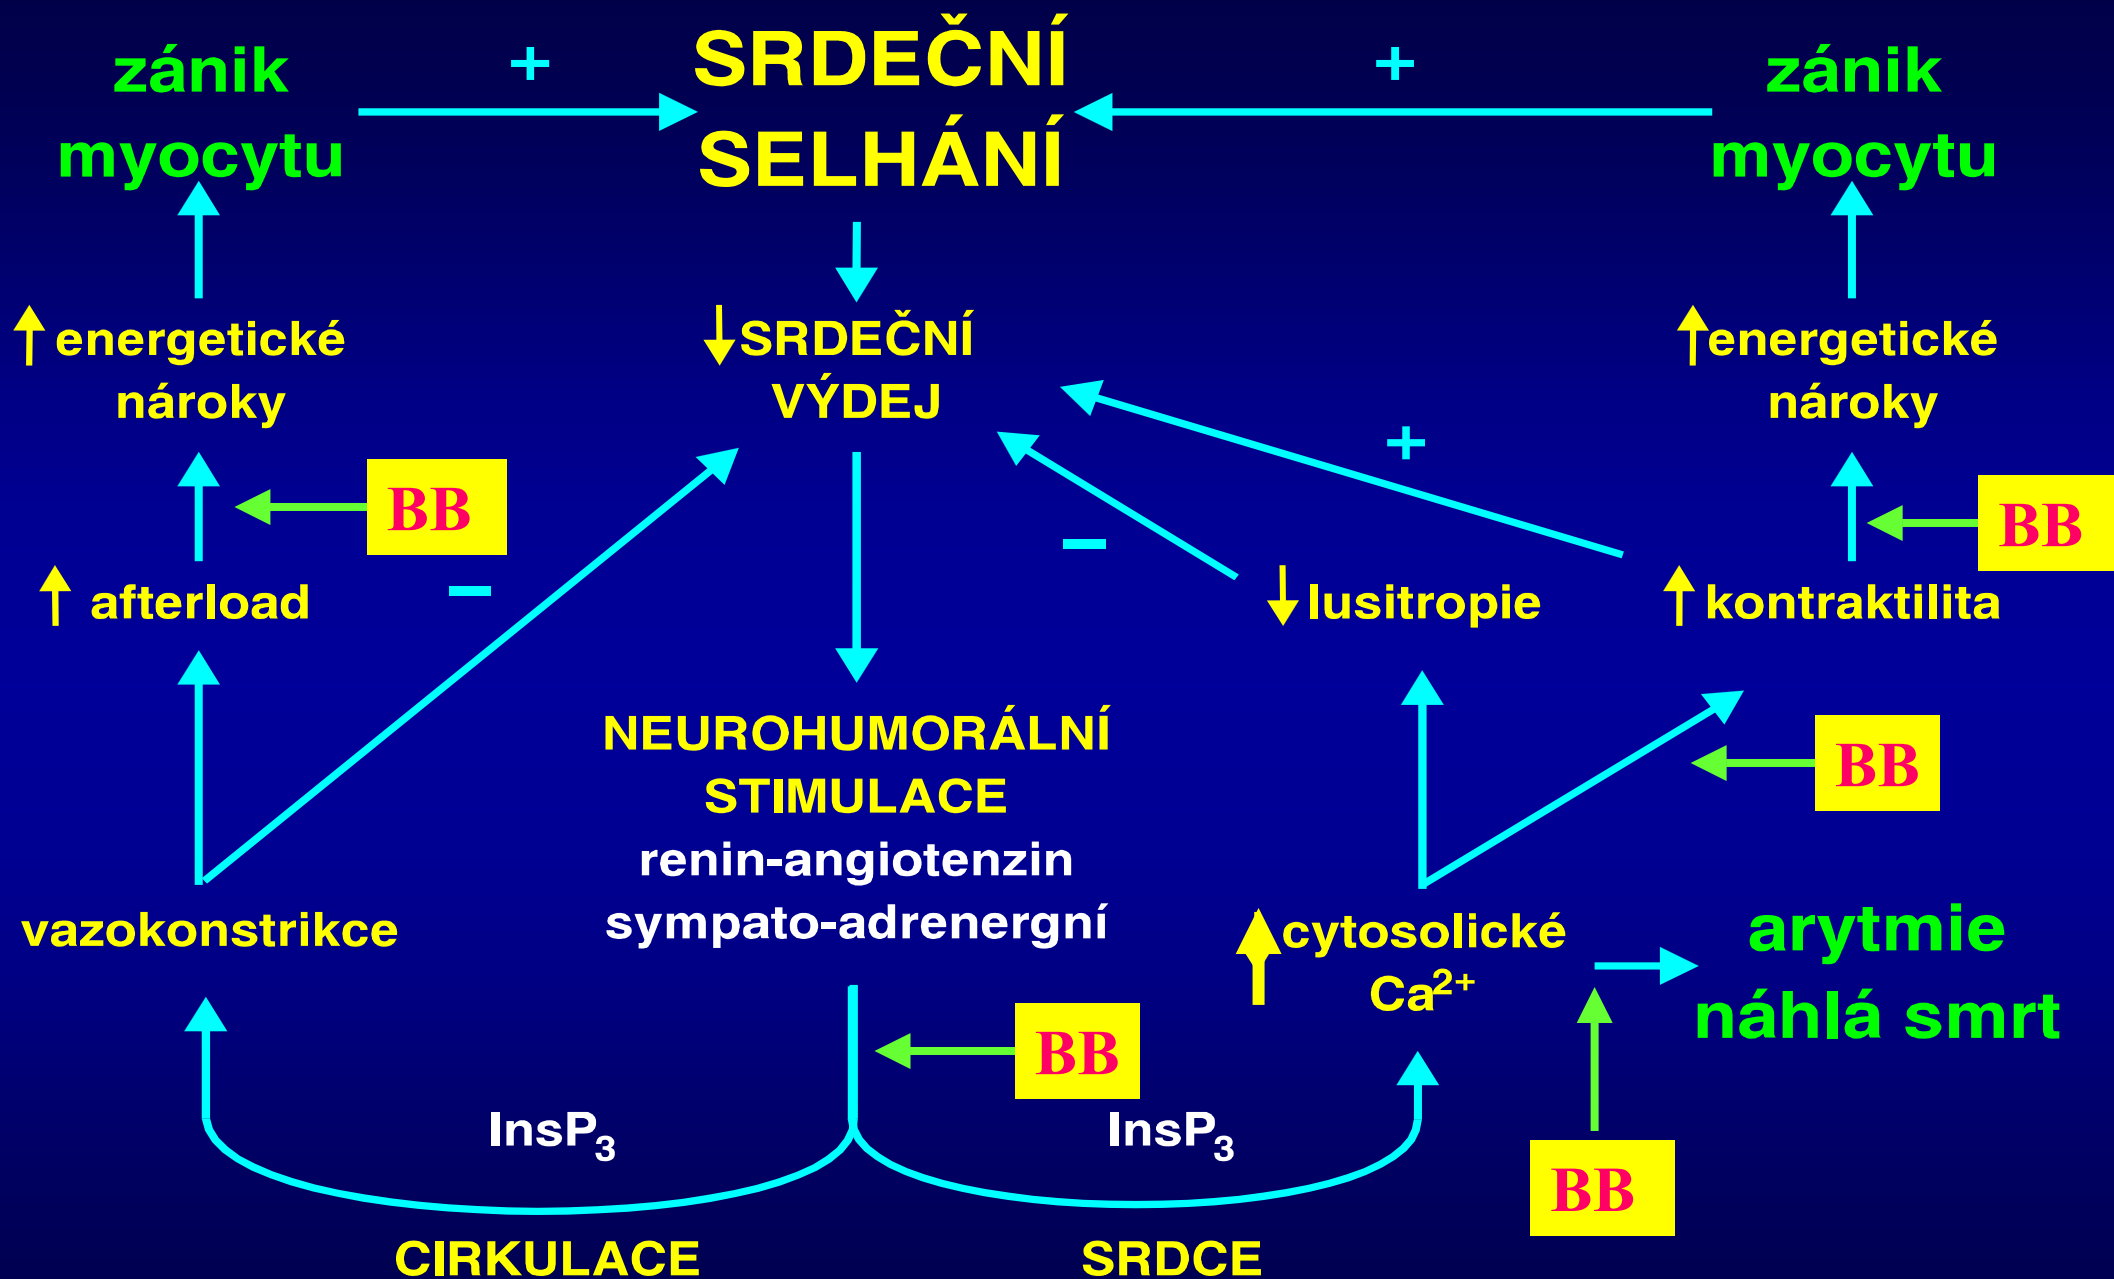 zánik
myocytu
+
SRDEČNÍ
SELHÁNÍ
+
zánik
myocytu
energetické
nároky
SRDEČNÍ
VÝDEJ
energetické
nároky
+
BB
BB
–
–
afterload
lusitropie
kontraktilita
NEUROHUMORÁLNÍ
STIMULACE
renin-angiotenzin
sympato-adrenergní
BB
vazokonstrikce
cytosolické
Ca²⁺
arytmie
náhlá smrt
BB
InsP₃
InsP₃
BB
CIRKULACE
SRDCE